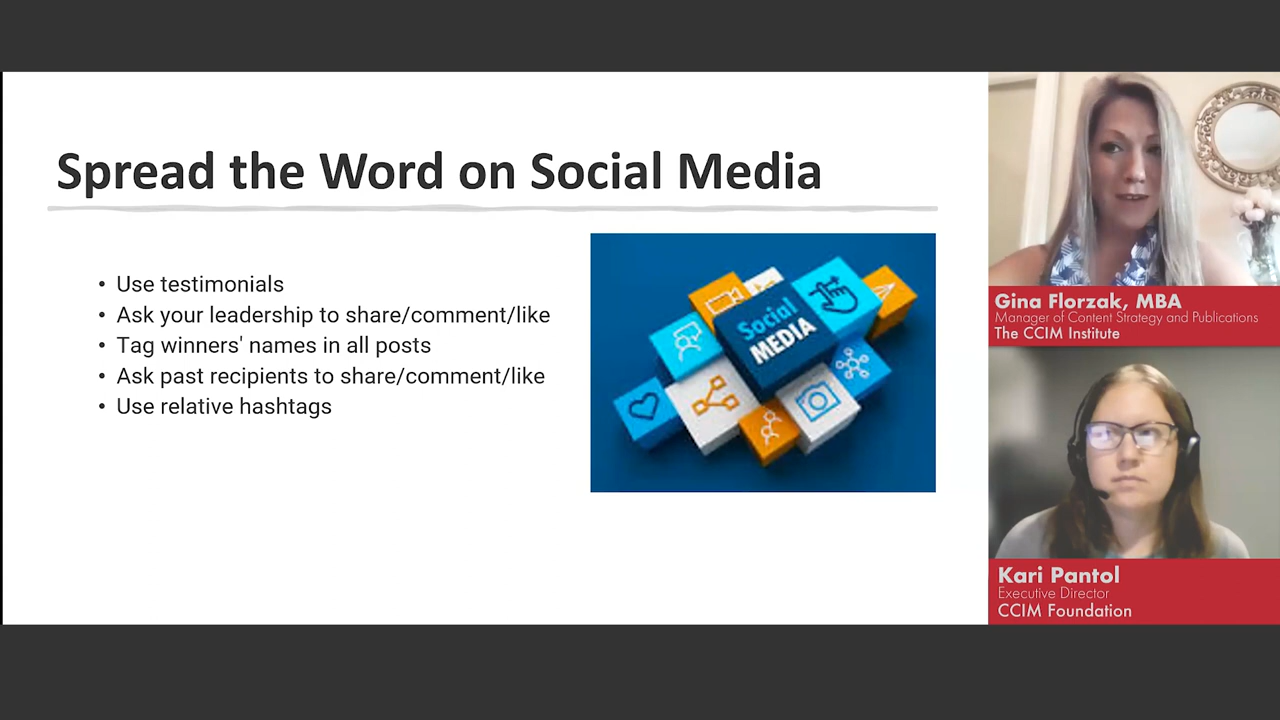 Spread the Word on Social Media
• Use testimonials
• Ask your leadership to share/comment/like
• Tag winners' names in all posts
• Ask past recipients to share/comment/like
• Use relative hashtags
Social
MEDIA
Gina Florzak, MBA
Manager of Content Strategy and Publications
The CCIM Institute
Kari Pantol
Executive Director
CCIM Foundation